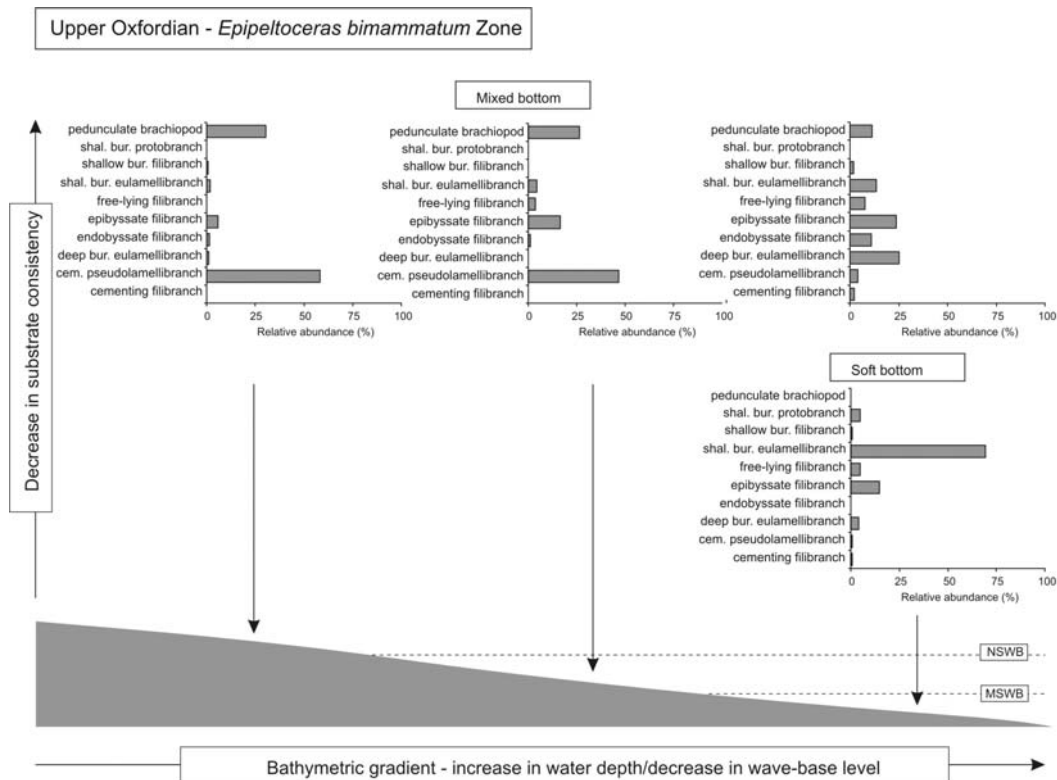 Upper Oxfordian - Epipeltoceras bimammatum Zone
Mixed bottom
Decrease in substrate consistency
pedunculate brachiopod
shal. bur. protobranch
shallow bur. filibranch
shal. bur. eulamellibranch
free-lying filibranch
epibyssate filibranch
endobyssate filibranch
deep bur. eulamellibranch
cem. pseudolamellibranch
cementing filibranch
0 25 50 75 100
Relative abundance (%)
pedunculate brachiopod
shal. bur. protobranch
shallow bur. filibranch
shal. bur. eulamellibranch
free-lying filibranch
epibyssate filibranch
endobyssate filibranch
deep bur. eulamellibranch
cem. pseudolamellibranch
cementing filibranch
0 25 50 75 100
Relative abundance (%)
pedunculate brachiopod
shal. bur. protobranch
shallow bur. filibranch
shal. bur. eulamellibranch
free-lying filibranch
epibyssate filibranch
endobyssate filibranch
deep bur. eulamellibranch
cem. pseudolamellibranch
cementing filibranch
0 25 50 75 100
Relative abundance (%)
Soft bottom
pedunculate brachiopod
shal. bur. protobranch
shallow bur. filibranch
shal. bur. eulamellibranch
free-lying filibranch
epibyssate filibranch
endobyssate filibranch
deep bur. eulamellibranch
cem. pseudolamellibranch
cementing filibranch
0 25 50 75 100
Relative abundance (%)
NSWB
MSWB
Bathymetric gradient - increase in water depth/decrease in wave-base level